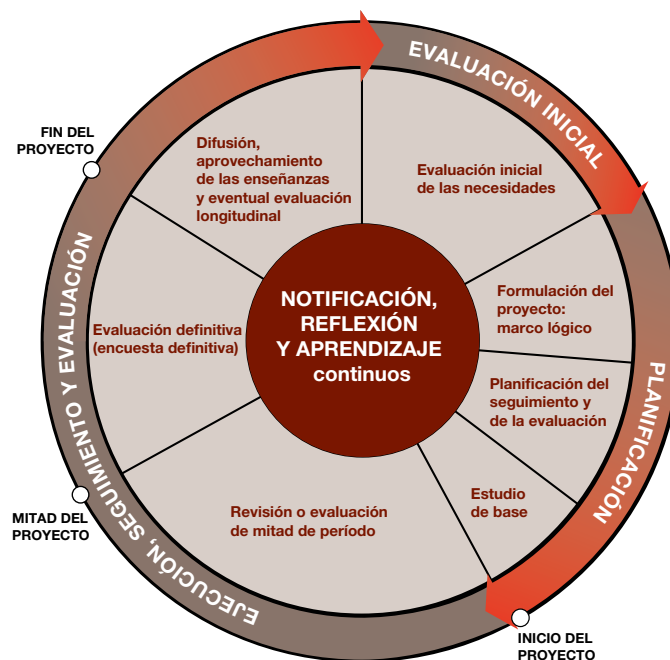 EVALUACIÓN INICIAL
FIN DEL
PROYECTO
Difusión,
aprovechamiento
de las enseñanzas
y eventual evaluación
longitudinal
Evaluación inicial
de las necesidades
NOTIFICACIÓN,
REFLEXIÓN
Y APRENDIZAJE
continuos
Formulación del
proyecto:
marco lógico
Evaluación definitiva
(encuesta definitiva)
Planificación del
seguimiento y
de la evaluación
PLANIFICACIÓN
Estudio
de base
Revisión o evaluación
de mitad de período
MITAD DEL
PROYECTO
EJECUCIÓN, SEGUIMIENTO Y EVALUACIÓN
INICIO DEL
PROYECTO